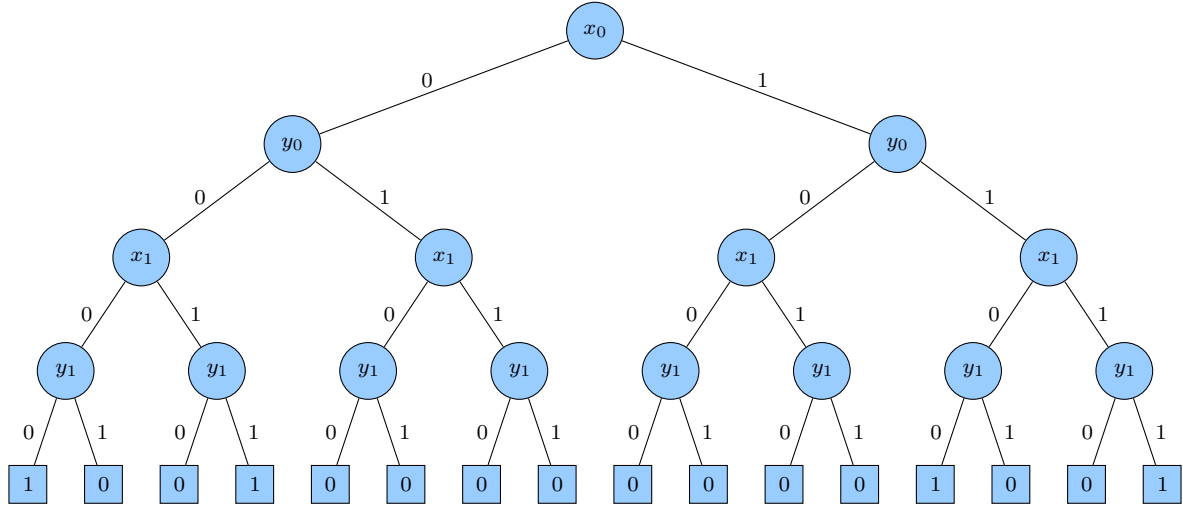 x₀
0 1
y₀ y₀
0 1 0 1
x₁ x₁ x₁ x₁
0 1 0 1 0 1 0 1
y₁ y₁ y₁ y₁ y₁ y₁ y₁ y₁
0 1 0 1 0 1 0 1 0 1 0 1 0 1 0 1
1 0 0 1 0 0 0 0 0 0 0 0 1 0 0 1